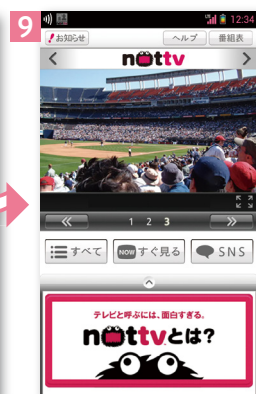 9
12:34
お知らせ
ヘルプ
番組表
nottv
1 2 3
すべて
NOW すぐ見る
SNS
テレビと呼ぶには、面白すぎる。
nottvとは?